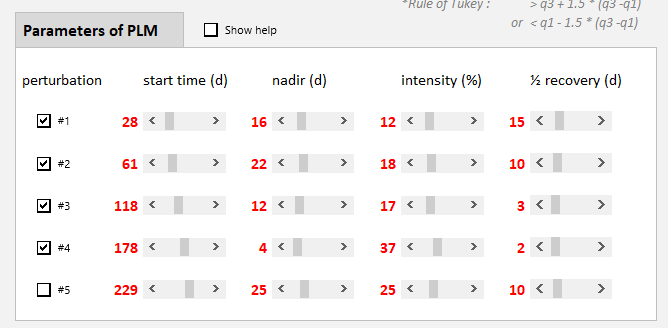 *Rule of Tukey : > q3 + 1.5 * (q3 -q1)
or < q1 - 1.5 * (q3 -q1)
Parameters of PLM Show help
perturbation start time (d) nadir (d) intensity (%) ½ recovery (d)
#1 28 < > 16 < > 12 < > 15 < >
#2 61 < > 22 < > 18 < > 10 < >
#3 118 < > 12 < > 17 < > 3 < >
#4 178 < > 4 < > 37 < > 2 < >
#5 229 < > 25 < > 25 < > 10 < >